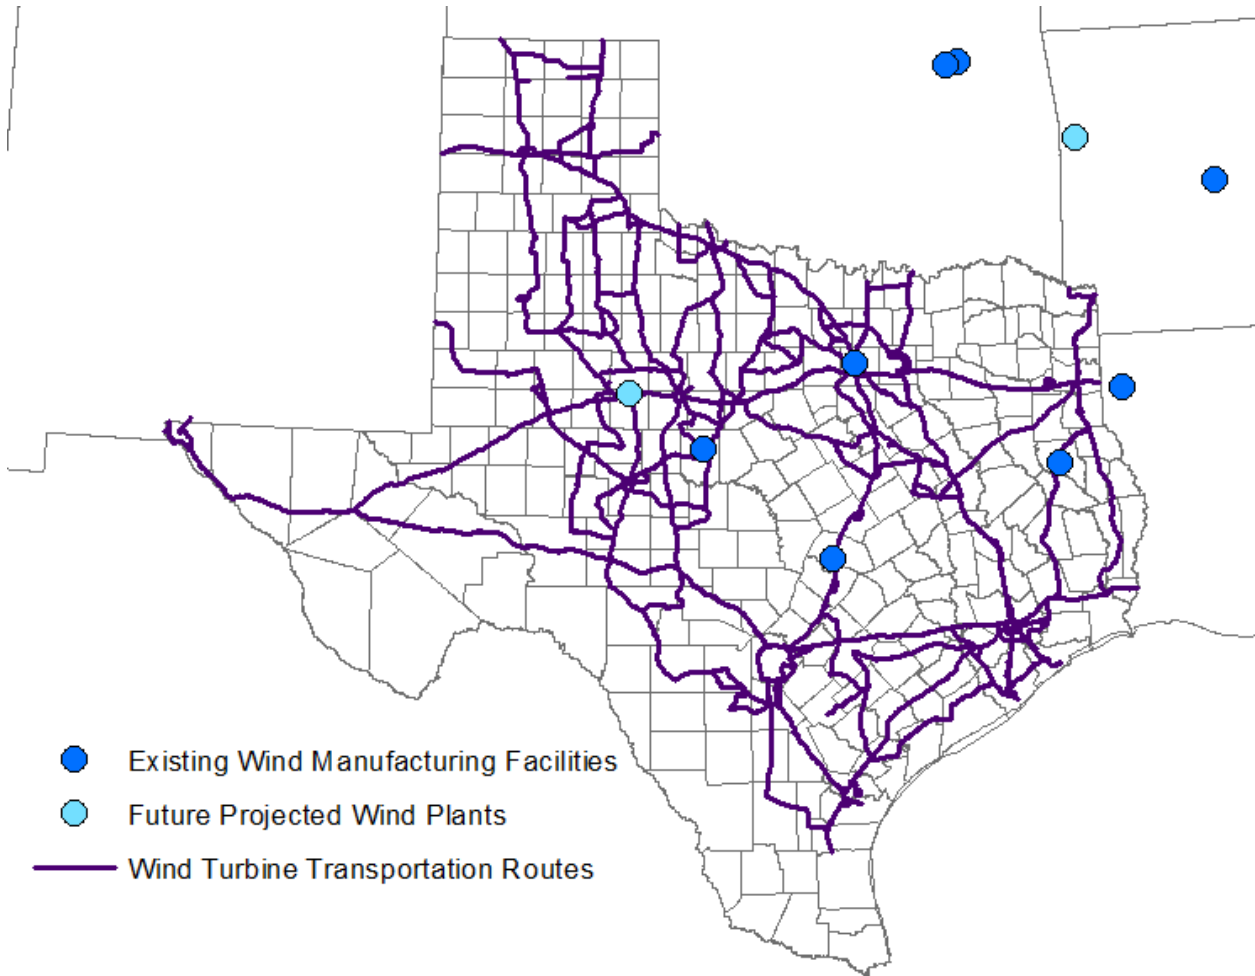 Existing Wind Manufacturing Facilities
Future Projected Wind Plants
Wind Turbine Transportation Routes